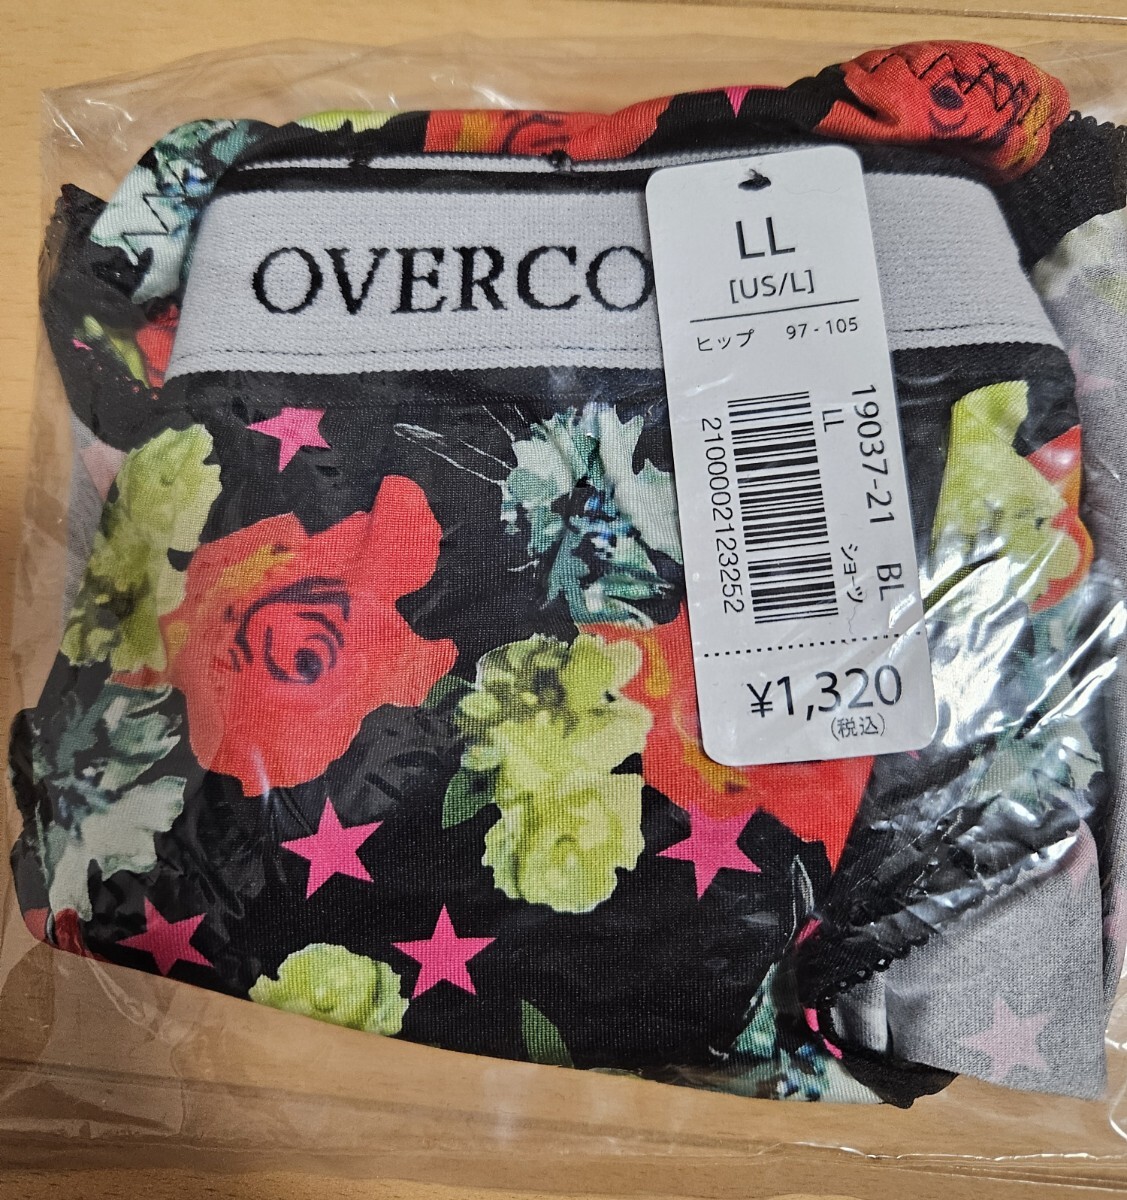 OVERCO
LL
[US/L]
ヒップ 97-105
19037-21 BL
LL ショーツ
2100002123252
¥1,320
(税込)